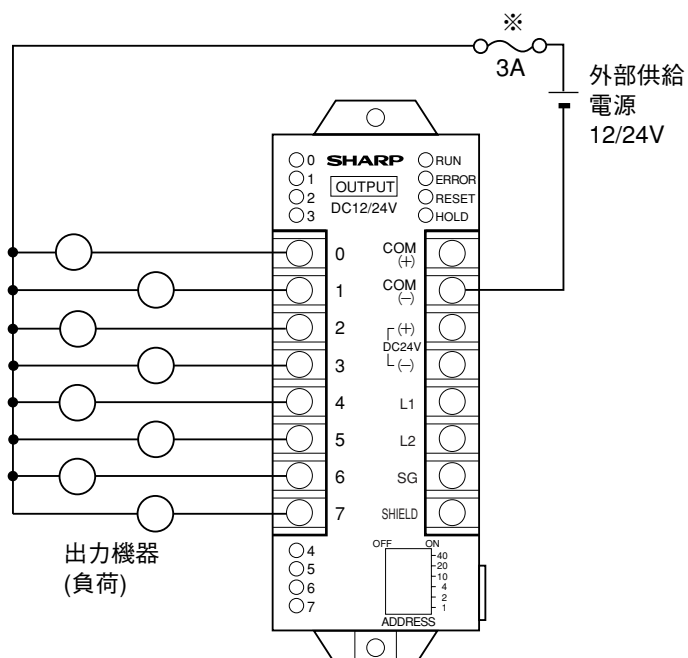 ※
3A
外部供給
電源
12/24V
0 SHARP RUN
1 ERROR
OUTPUT
2 RESET
DC12/24V
3 HOLD
0 COM
(+)
1 COM
(−)
2 (+)
DC24V
3 (−)
4 L1
5 L2
6 SG
7 SHIELD
出力機器
(負荷)
4
5
6
7
OFF ON
40
20
10
4
2
1
ADDRESS